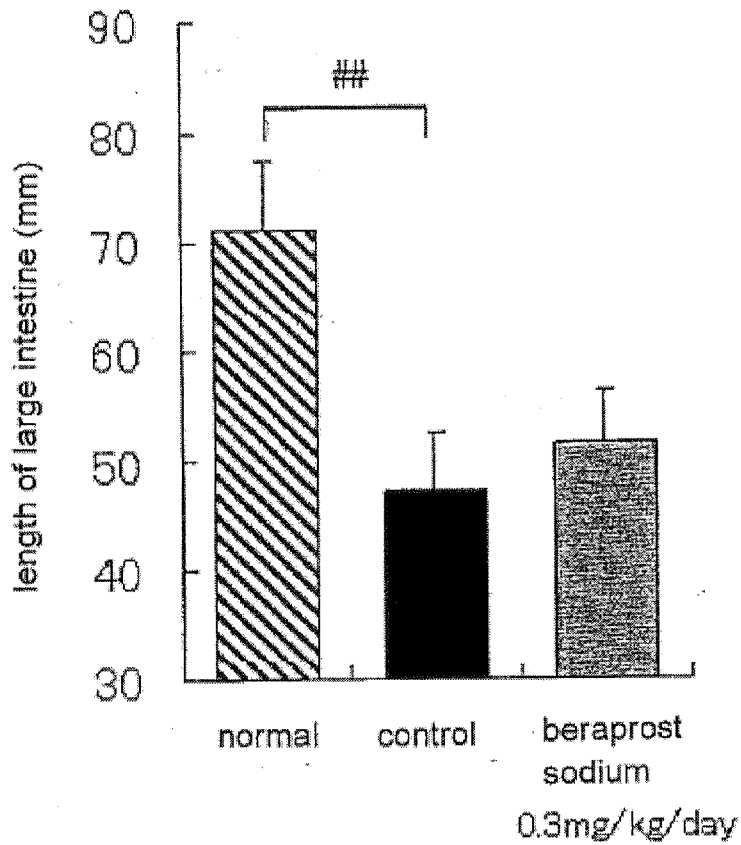 90
##
80
70
60
50
40
30
length of large intestine (mm)
normal
control
beraprost
sodium
0.3mg/kg/day